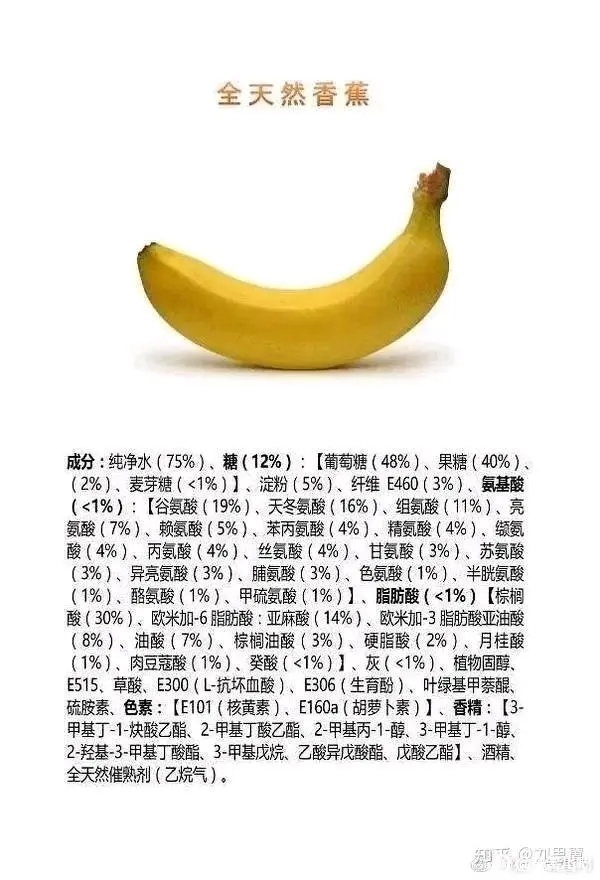 全天然香蕉
成分：纯净水（75%）、糖（12%）：【葡萄糖（48%）、果糖（40%）、
（2%）、麦芽糖（<1%）】、淀粉（5%）、纤维 E460（3%）、氨基酸
（<1%）：【谷氨酸（19%）、天冬氨酸（16%）、组氨酸（11%）、亮
氨酸（7%）、赖氨酸（5%）、苯丙氨酸（4%）、精氨酸（4%）、缬氨
酸（4%）、丙氨酸（4%）、丝氨酸（4%）、甘氨酸（3%）、苏氨酸
（3%）、异亮氨酸（3%）、脯氨酸（3%）、色氨酸（1%）、半胱氨酸
（1%）、酪氨酸（1%）、甲硫氨酸（1%）】、脂肪酸（<1%）【棕榈
酸（30%）、欧米加-6 脂肪酸：亚麻酸（14%）、欧米加-3 脂肪酸亚油酸
（8%）、油酸（7%）、棕榈油酸（3%）、硬脂酸（2%）、月桂酸
（1%）、肉豆蔻酸（1%）、癸酸（<1%）】、灰（<1%）、植物固醇、
E515、草酸、E300（L-抗坏血酸）、E306（生育酚）、叶绿基甲萘醌、
硫胺素、色素：【E101（核黄素）、E160a（胡萝卜素）】、香精：【3-
甲基丁-1-炔酸乙酯、2-甲基丁酸乙酯、2-甲基丙-1-醇、3-甲基丁-1-醇、
2-羟基-3-甲基丁酸酯、3-甲基戊烷、乙酸异戊酸酯、戊酸乙酯】、酒精、
全天然催熟剂（乙烷气）。
知乎